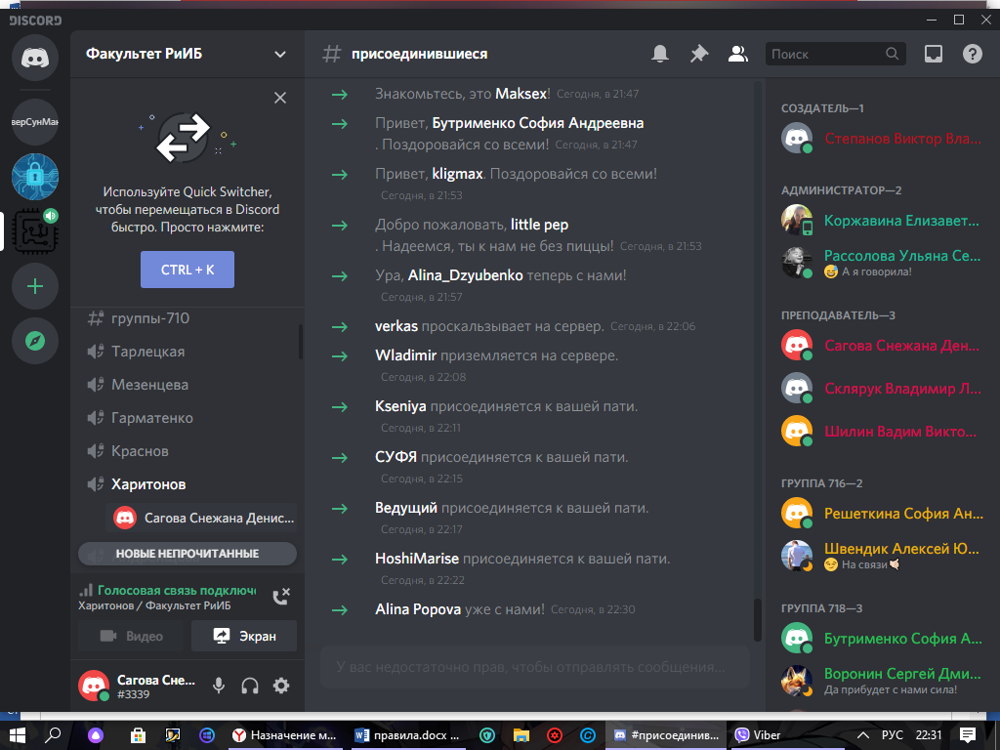 DISCORD
верСунМаг
Факультет РиИБ
Используйте Quick Switcher,
чтобы перемещаться в Discord
быстро. Просто нажмите:
CTRL + K
группы-710
Тарлецкая
Мезенцева
Гарматенко
Краснов
Харитонов
Сагова Снежана Денис...
НОВЫЕ НЕПРОЧИТАННЫЕ
Голосовая связь подключе
Харитонов / Факультет РиИБ
Видео
Экран
Сагова Сне...
#3339
# присоединившиеся
Поиск
Знакомьтесь, это Maksex! Сегодня, в 21:47
Привет, Бутрименко София Андреевна
. Поздоровайся со всеми! Сегодня, в 21:47
Привет, kligmax. Поздоровайся со всеми!
Сегодня, в 21:53
Добро пожаловать, little pep
. Надеемся, ты к нам не без пиццы! Сегодня, в 21:53
Ура, Alina_Dzyubenko теперь с нами!
Сегодня, в 21:57
verkas проскальзывает на сервер. Сегодня, в 22:06
Wladimir приземляется на сервере.
Сегодня, в 22:08
Kseniya присоединяется к вашей пати.
Сегодня, в 22:11
СУФЯ присоединяется к вашей пати.
Сегодня, в 22:15
Ведущий присоединяется к вашей пати.
Сегодня, в 22:17
HoshiMarise присоединяется к вашей пати.
Сегодня, в 22:22
Alina Popova уже с нами! Сегодня, в 22:30
У вас недостаточно прав, чтобы отправлять сообщения...
СОЗДАТЕЛЬ—1
Степанов Виктор Вла...
АДМИНИСТРАТОР—2
Коржавина Елизавет...
Рассолова Ульяна Се...
😅 А я говорила!
ПРЕПОДАВАТЕЛЬ—3
Сагова Снежана Ден...
Склярук Владимир Л...
Шилин Вадим Викто...
ГРУППА 716—2
Решеткина София Ан...
Швендик Алексей Ю...
😏 На связи🤙🏻
ГРУППА 718—3
Бутрименко София А...
Воронин Сергей Дми...
Да прибудет с нами сила!
Назначение м...
правила.docx ...
#присоединив...
Viber
РУС
22:31